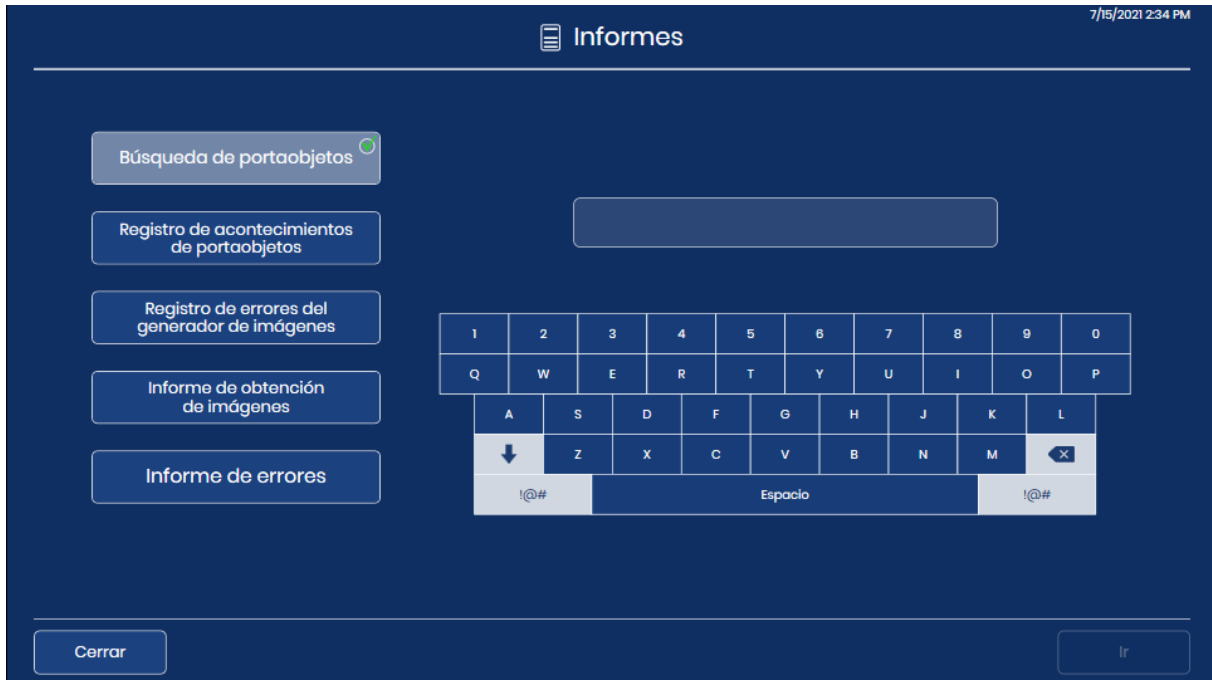 7/15/2021 2:34 PM
Informes
Búsqueda de portaobjetos
Registro de acontecimientos
de portaobjetos
Registro de errores del
generador de imágenes
Informe de obtención
de imágenes
Informe de errores
1 2 3 4 5 6 7 8 9 0
Q W E R T Y U I O P
A S D F G H J K L
Z X C V B N M
!@# Espacio !@#
Cerrar
Ir